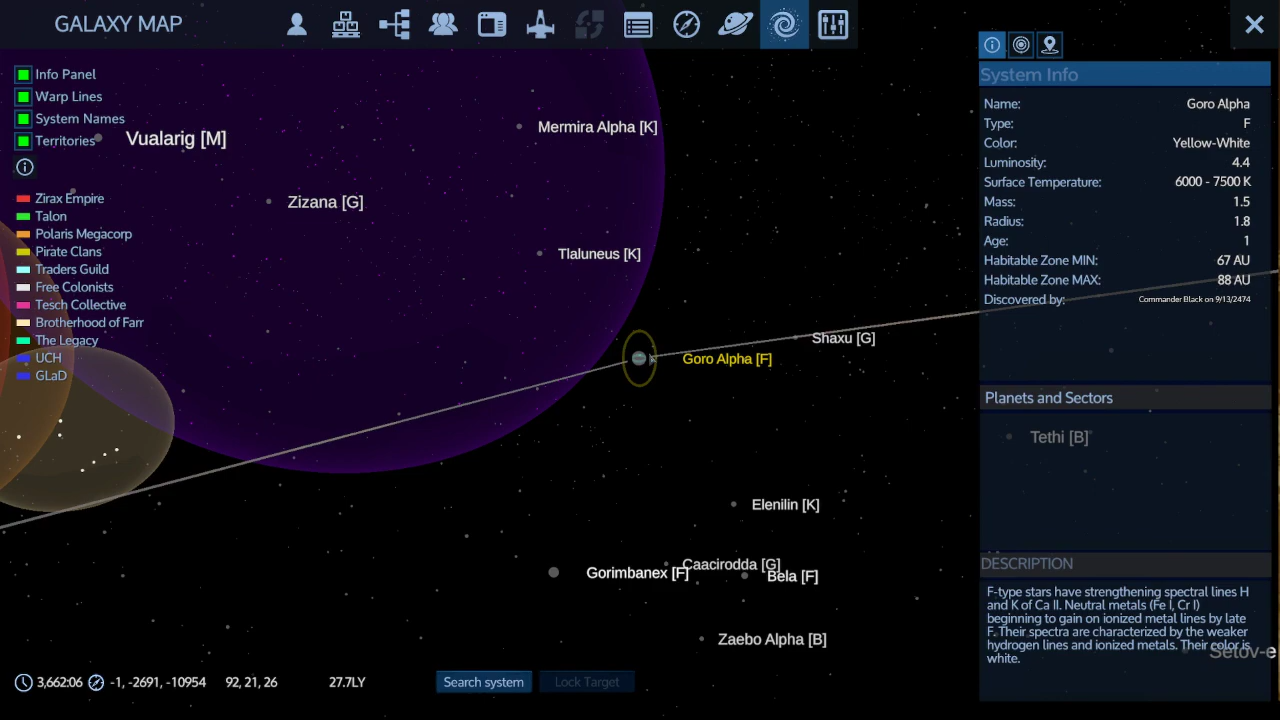 GALAXY MAP
Info Panel
Warp Lines
System Names
Territories
Zirax Empire
Talon
Polaris Megacorp
Pirate Clans
Traders Guild
Free Colonists
Tesch Collective
Brotherhood of Farr
The Legacy
UCH
GLaD
Vualarig [M]
Mermira Alpha [K]
Zizana [G]
Tlaluneus [K]
Shaxu [G]
Goro Alpha [F]
Elenilin [K]
Caacirodda [G]
Gorimbanex [F]
Bela [F]
Zaebo Alpha [B]
System Info
Name: Goro Alpha
Type: F
Color: Yellow-White
Luminosity: 4.4
Surface Temperature: 6000 - 7500 K
Mass: 1.5
Radius: 1.8
Age: 1
Habitable Zone MIN: 67 AU
Habitable Zone MAX: 88 AU
Discovered by: Commander Black on 9/13/2474
Planets and Sectors
Tethi [B]
DESCRIPTION
F-type stars have strengthening spectral lines H
and K of Ca II. Neutral metals (Fe I, Cr I)
beginning to gain on ionized metal lines by late
F. Their spectra are characterized by the weaker
hydrogen lines and ionized metals. Their color is
white.
3,662:06 -1, -2691, -10954 92, 21, 26 27.7LY
Search system
Lock Target